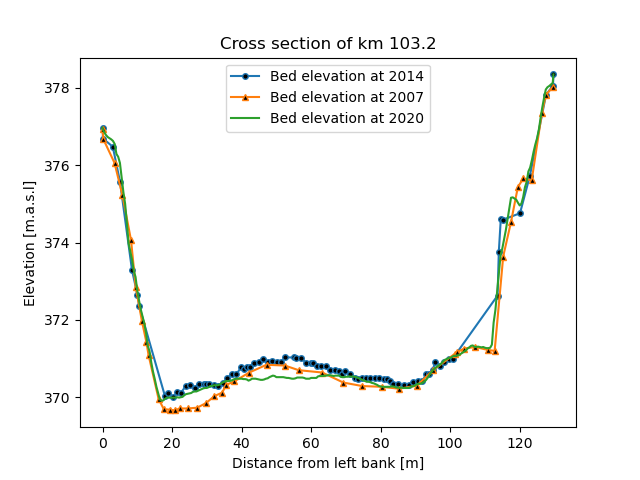 Cross section of km 103.2
Bed elevation at 2014
Bed elevation at 2007
Bed elevation at 2020
Elevation [m.a.s.l]
378
376
374
372
370
0 20 40 60 80 100 120
Distance from left bank [m]